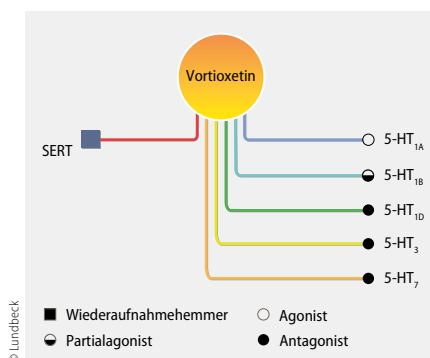 Vortioxetin
SERT
5-HT1A
5-HT1B
5-HT1D
5-HT3
5-HT7
Wiederaufnahmehemmer
Agonist
Partialagonist
Antagonist
© Lundbeck